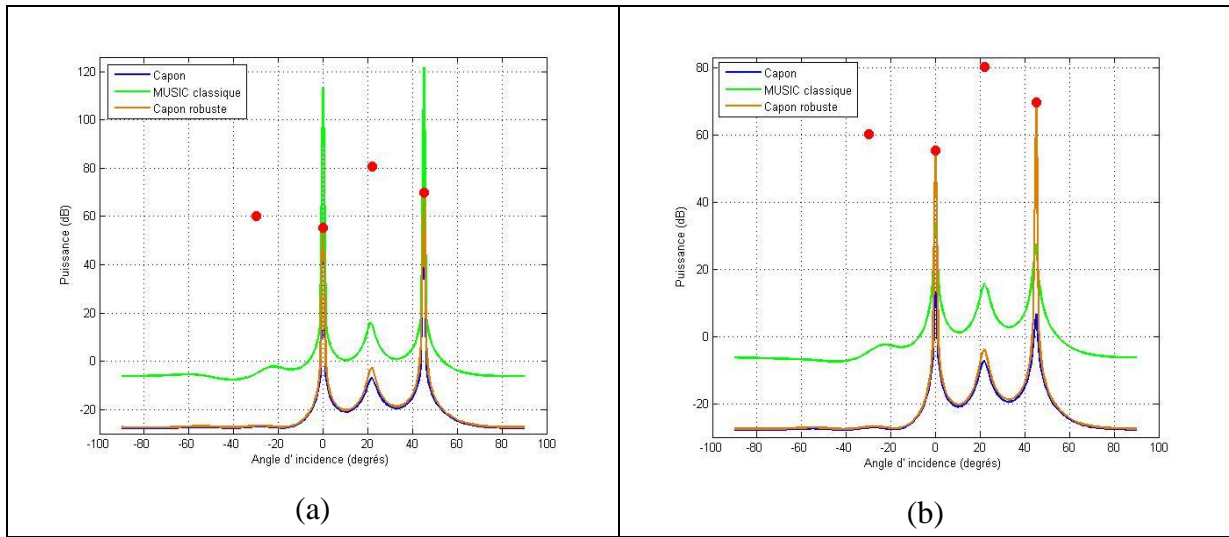 Capon
MUSIC classique
Capon robuste
120
100
80
60
40
20
0
-20
Puissance (dB)
-100 -80 -60 -40 -20 0 20 40 60 80 100
Angle d' incidence (degrés)
(a)
Capon
MUSIC classique
Capon robuste
80
60
40
20
0
-20
Puissance (dB)
-100 -80 -60 -40 -20 0 20 40 60 80 100
Angle d' incidence (degrés)
(b)